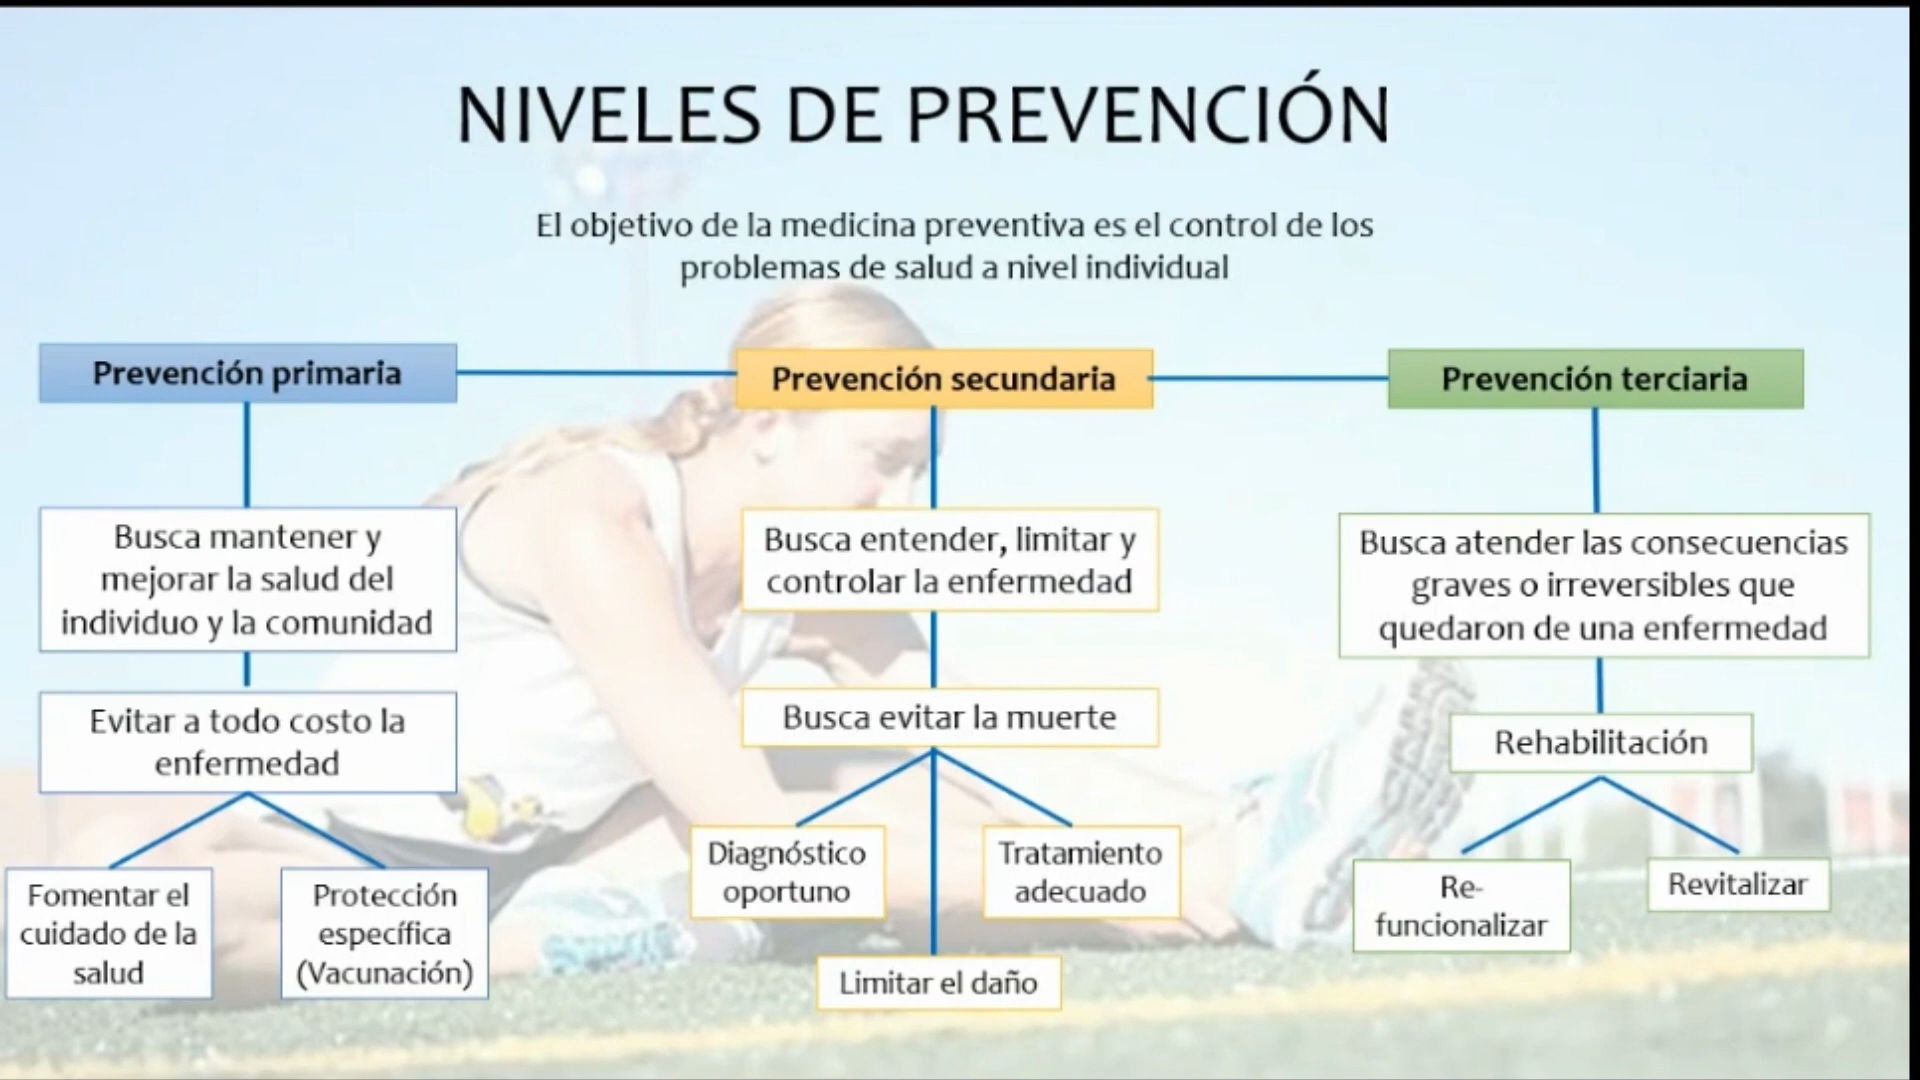 NIVELES DE PREVENCIÓN
El objetivo de la medicina preventiva es el control de los
problemas de salud a nivel individual
Prevención primaria
Busca mantener y
mejorar la salud del
individuo y la comunidad
Evitar a todo costo la
enfermedad
Fomentar el
cuidado de la
salud
Protección
específica
(Vacunación)
Prevención secundaria
Busca entender, limitar y
controlar la enfermedad
Busca evitar la muerte
Diagnóstico
oportuno
Limitar el daño
Tratamiento
adecuado
Prevención terciaria
Busca atender las consecuencias
graves o irreversibles que
quedaron de una enfermedad
Rehabilitación
Re-
funcionalizar
Revitalizar